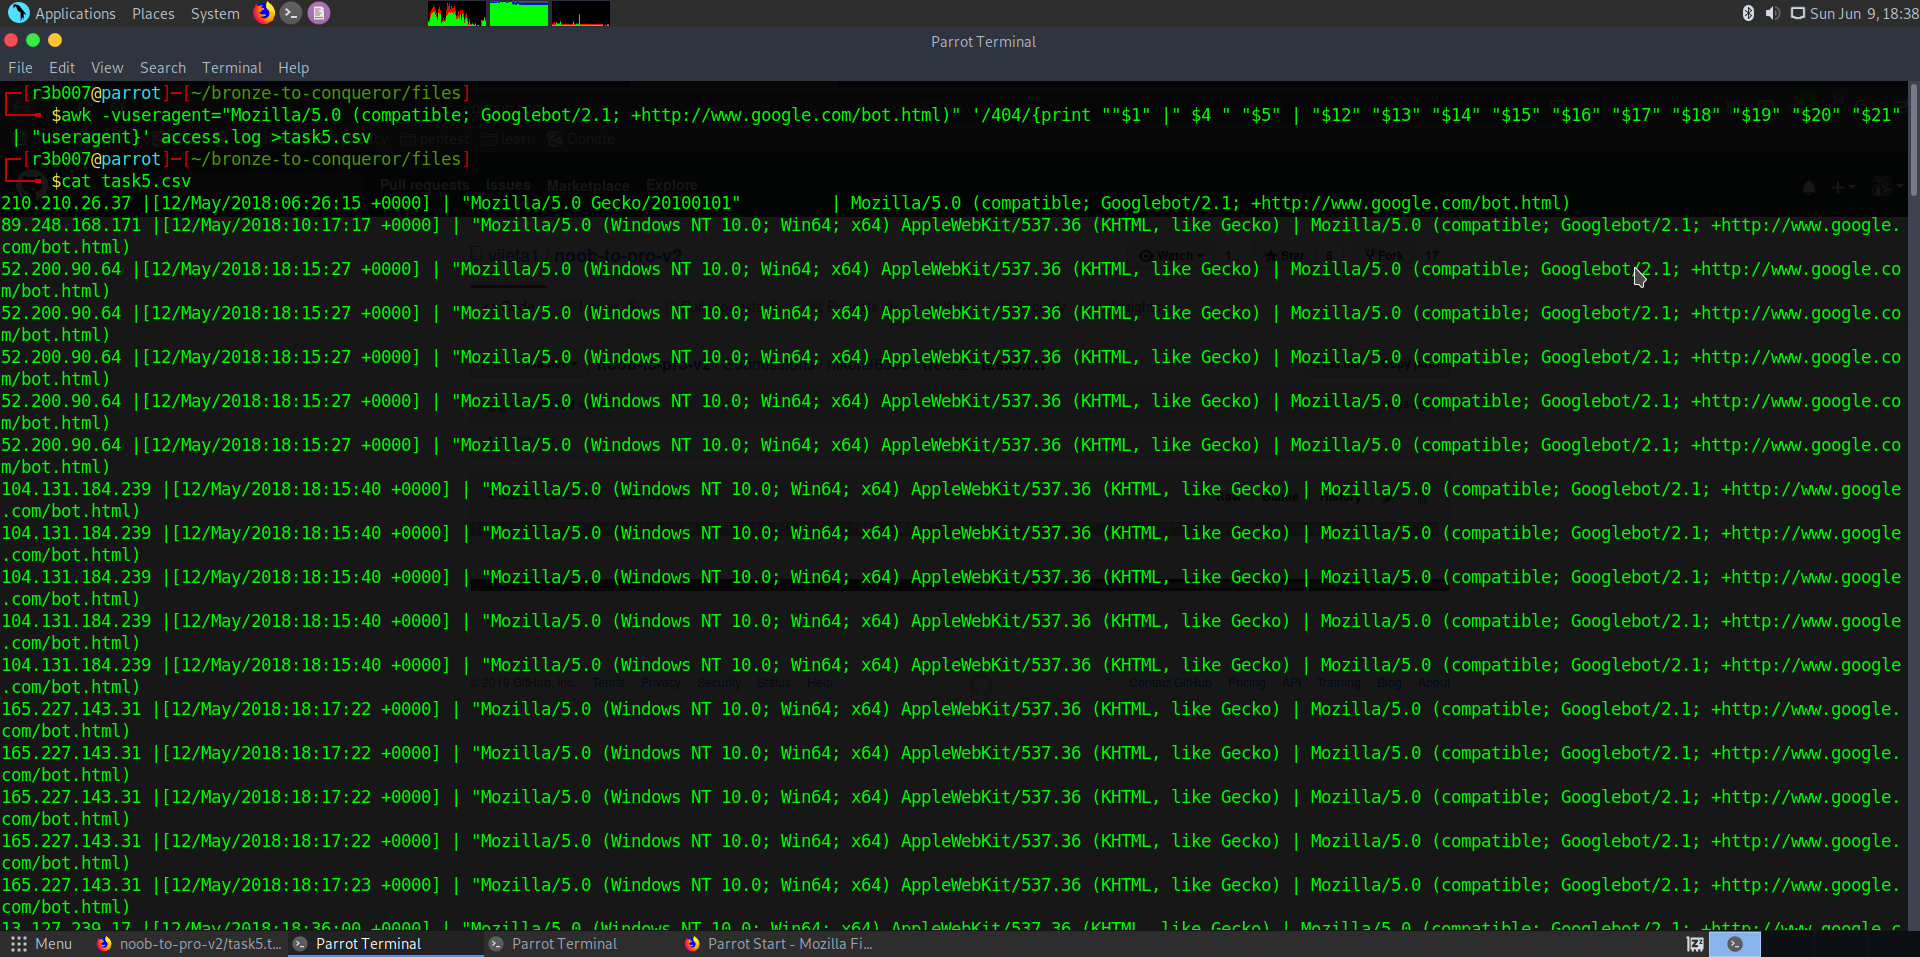 Applications Places System Sun Jun 9, 18:38
Parrot Terminal
File Edit View Search Terminal Help
[r3b007@parrot]─[~/bronze-to-conqueror/files]
$awk -vuseragent="Mozilla/5.0 (compatible; Googlebot/2.1; +http://www.google.com/bot.html)" '/404/{print ""$1" |" $4 " "$5" | "$12" "$13" "$14" "$15" "$16" "$17" "$18" "$19" "$20" "$21"
| "useragent}' access.log >task5.csv
pentest learn Donate
[r3b007@parrot]─[~/bronze-to-conqueror/files]
$cat task5.csv
Pull requests Issues Marketplace Explore
210.210.26.37 |[12/May/2018:06:26:15 +0000] | "Mozilla/5.0 Gecko/20100101" | Mozilla/5.0 (compatible; Googlebot/2.1; +http://www.google.com/bot.html)
89.248.168.171 |[12/May/2018:10:17:17 +0000] | "Mozilla/5.0 (Windows NT 10.0; Win64; x64) AppleWebKit/537.36 (KHTML, like Gecko) | Mozilla/5.0 (compatible; Googlebot/2.1; +http://www.google.
com/bot.html)
noob-to-pro-v2 Watch 1 Star Fork 17
52.200.90.64 |[12/May/2018:18:15:27 +0000] | "Mozilla/5.0 (Windows NT 10.0; Win64; x64) AppleWebKit/537.36 (KHTML, like Gecko) | Mozilla/5.0 (compatible; Googlebot/2.1; +http://www.google.co
m/bot.html)
52.200.90.64 |[12/May/2018:18:15:27 +0000] | "Mozilla/5.0 (Windows NT 10.0; Win64; x64) AppleWebKit/537.36 (KHTML, like Gecko) | Mozilla/5.0 (compatible; Googlebot/2.1; +http://www.google.co
m/bot.html)
52.200.90.64 |[12/May/2018:18:15:27 +0000] | "Mozilla/5.0 (Windows NT 10.0; Win64; x64) AppleWebKit/537.36 (KHTML, like Gecko) | Mozilla/5.0 (compatible; Googlebot/2.1; +http://www.google.co
m/bot.html)
52.200.90.64 |[12/May/2018:18:15:27 +0000] | "Mozilla/5.0 (Windows NT 10.0; Win64; x64) AppleWebKit/537.36 (KHTML, like Gecko) | Mozilla/5.0 (compatible; Googlebot/2.1; +http://www.google.co
m/bot.html)
52.200.90.64 |[12/May/2018:18:15:27 +0000] | "Mozilla/5.0 (Windows NT 10.0; Win64; x64) AppleWebKit/537.36 (KHTML, like Gecko) | Mozilla/5.0 (compatible; Googlebot/2.1; +http://www.google.co
m/bot.html)
104.131.184.239 |[12/May/2018:18:15:40 +0000] | "Mozilla/5.0 (Windows NT 10.0; Win64; x64) AppleWebKit/537.36 (KHTML, like Gecko) | Mozilla/5.0 (compatible; Googlebot/2.1; +http://www.google
.com/bot.html)
104.131.184.239 |[12/May/2018:18:15:40 +0000] | "Mozilla/5.0 (Windows NT 10.0; Win64; x64) AppleWebKit/537.36 (KHTML, like Gecko) | Mozilla/5.0 (compatible; Googlebot/2.1; +http://www.google
.com/bot.html)
104.131.184.239 |[12/May/2018:18:15:40 +0000] | "Mozilla/5.0 (Windows NT 10.0; Win64; x64) AppleWebKit/537.36 (KHTML, like Gecko) | Mozilla/5.0 (compatible; Googlebot/2.1; +http://www.google
.com/bot.html)
104.131.184.239 |[12/May/2018:18:15:40 +0000] | "Mozilla/5.0 (Windows NT 10.0; Win64; x64) AppleWebKit/537.36 (KHTML, like Gecko) | Mozilla/5.0 (compatible; Googlebot/2.1; +http://www.google
.com/bot.html)
104.131.184.239 |[12/May/2018:18:15:40 +0000] | "Mozilla/5.0 (Windows NT 10.0; Win64; x64) AppleWebKit/537.36 (KHTML, like Gecko) | Mozilla/5.0 (compatible; Googlebot/2.1; +http://www.google
.com/bot.html)
© 2019 GitHub, Inc. Terms Privacy Security Status Help Contact GitHub Pricing API Training Blog About
165.227.143.31 |[12/May/2018:18:17:22 +0000] | "Mozilla/5.0 (Windows NT 10.0; Win64; x64) AppleWebKit/537.36 (KHTML, like Gecko) | Mozilla/5.0 (compatible; Googlebot/2.1; +http://www.google.
com/bot.html)
165.227.143.31 |[12/May/2018:18:17:22 +0000] | "Mozilla/5.0 (Windows NT 10.0; Win64; x64) AppleWebKit/537.36 (KHTML, like Gecko) | Mozilla/5.0 (compatible; Googlebot/2.1; +http://www.google.
com/bot.html)
165.227.143.31 |[12/May/2018:18:17:22 +0000] | "Mozilla/5.0 (Windows NT 10.0; Win64; x64) AppleWebKit/537.36 (KHTML, like Gecko) | Mozilla/5.0 (compatible; Googlebot/2.1; +http://www.google.
com/bot.html)
165.227.143.31 |[12/May/2018:18:17:22 +0000] | "Mozilla/5.0 (Windows NT 10.0; Win64; x64) AppleWebKit/537.36 (KHTML, like Gecko) | Mozilla/5.0 (compatible; Googlebot/2.1; +http://www.google.
com/bot.html)
165.227.143.31 |[12/May/2018:18:17:23 +0000] | "Mozilla/5.0 (Windows NT 10.0; Win64; x64) AppleWebKit/537.36 (KHTML, like Gecko) | Mozilla/5.0 (compatible; Googlebot/2.1; +http://www.google.
com/bot.html)
13.127.239.17 |[12/May/2018:18:36:00 +0000] | "Mozilla/5.0 (Windows NT 10.0; Win64; x64) AppleWebKit/537.36 (KHTML, like Gecko) | Mozilla/5.0 (compatible; Googlebot/2.1; +http://www.google.c
Menu noob-to-pro-v2/task5.t... Parrot Terminal Parrot Terminal Parrot Start - Mozilla Fi...